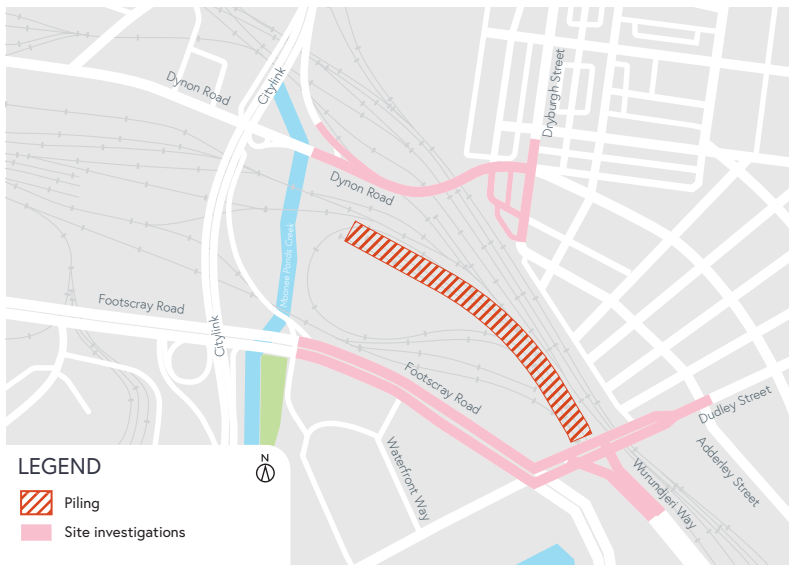 Dryburgh Street
Citylink
Dynon Road
Dynon Road
Moonee Ponds Creek
Footscray Road
Citylink
Footscray Road
Dudley Street
Adderley Street
Waterfront Way
Wurundjeri Way
LEGEND
N
Piling
Site investigations